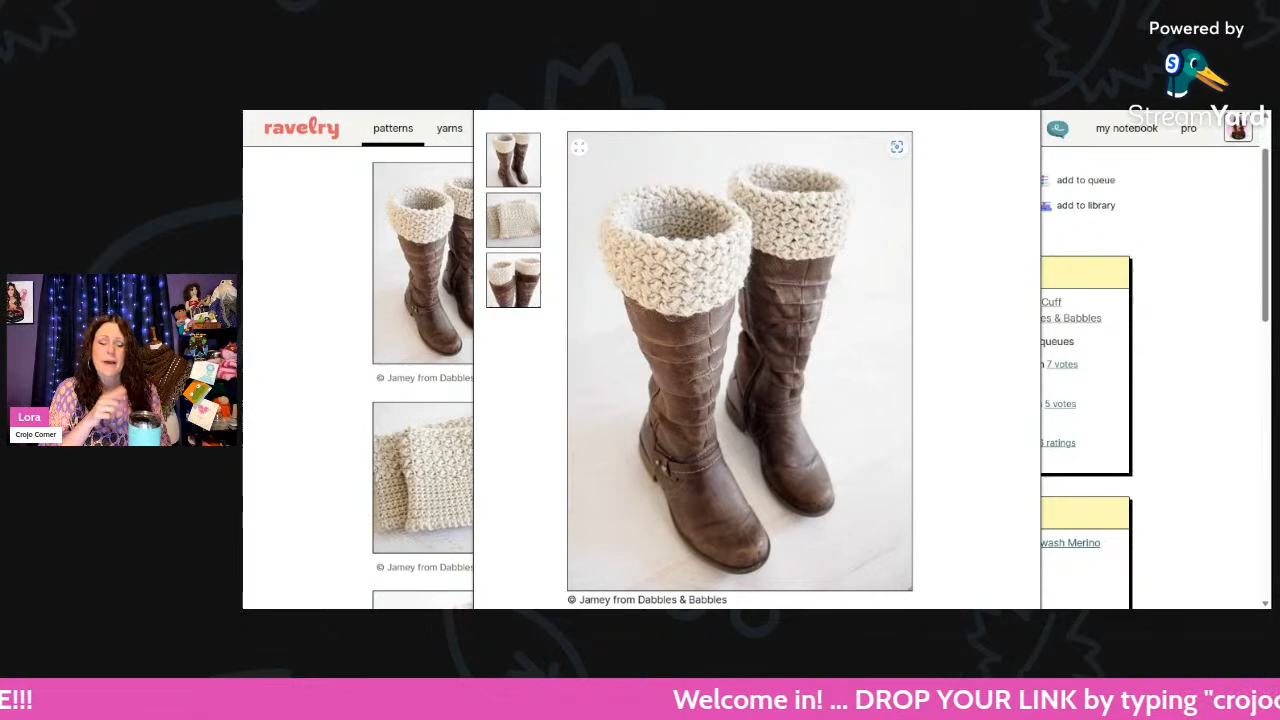 Powered by
StreamYard
ravelry
patterns
yarns
my notebook
pro
add to queue
add to library
Cuff
es & Babbles
queues
7 votes
5 votes
ratings
wash Merino
© Jamey from Dabbles
© Jamey from Dabbles
© Jamey from Dabbles & Babbles
Lora
Crojo Corner
E!!!
Welcome in! ... DROP YOUR LINK by typing "crojoc